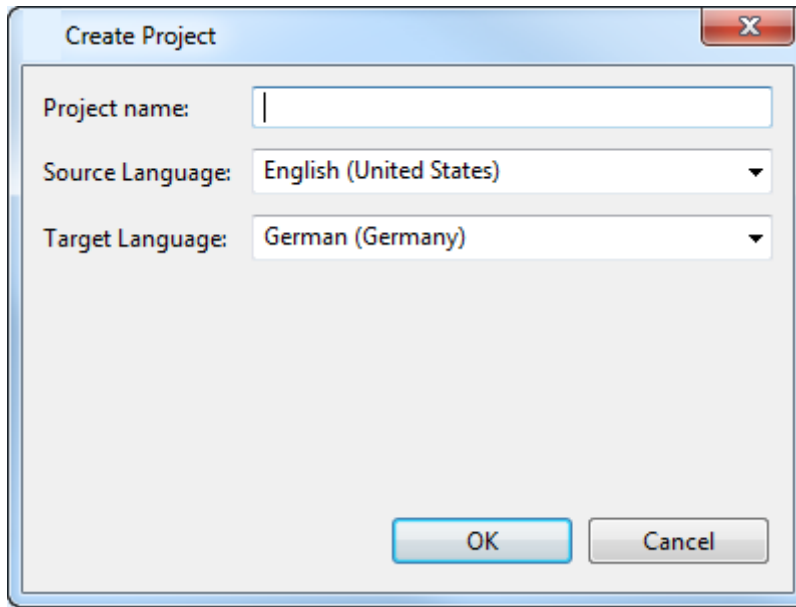 Create Project
Project name:
Source Language: English (United States)
Target Language: German (Germany)
OK Cancel